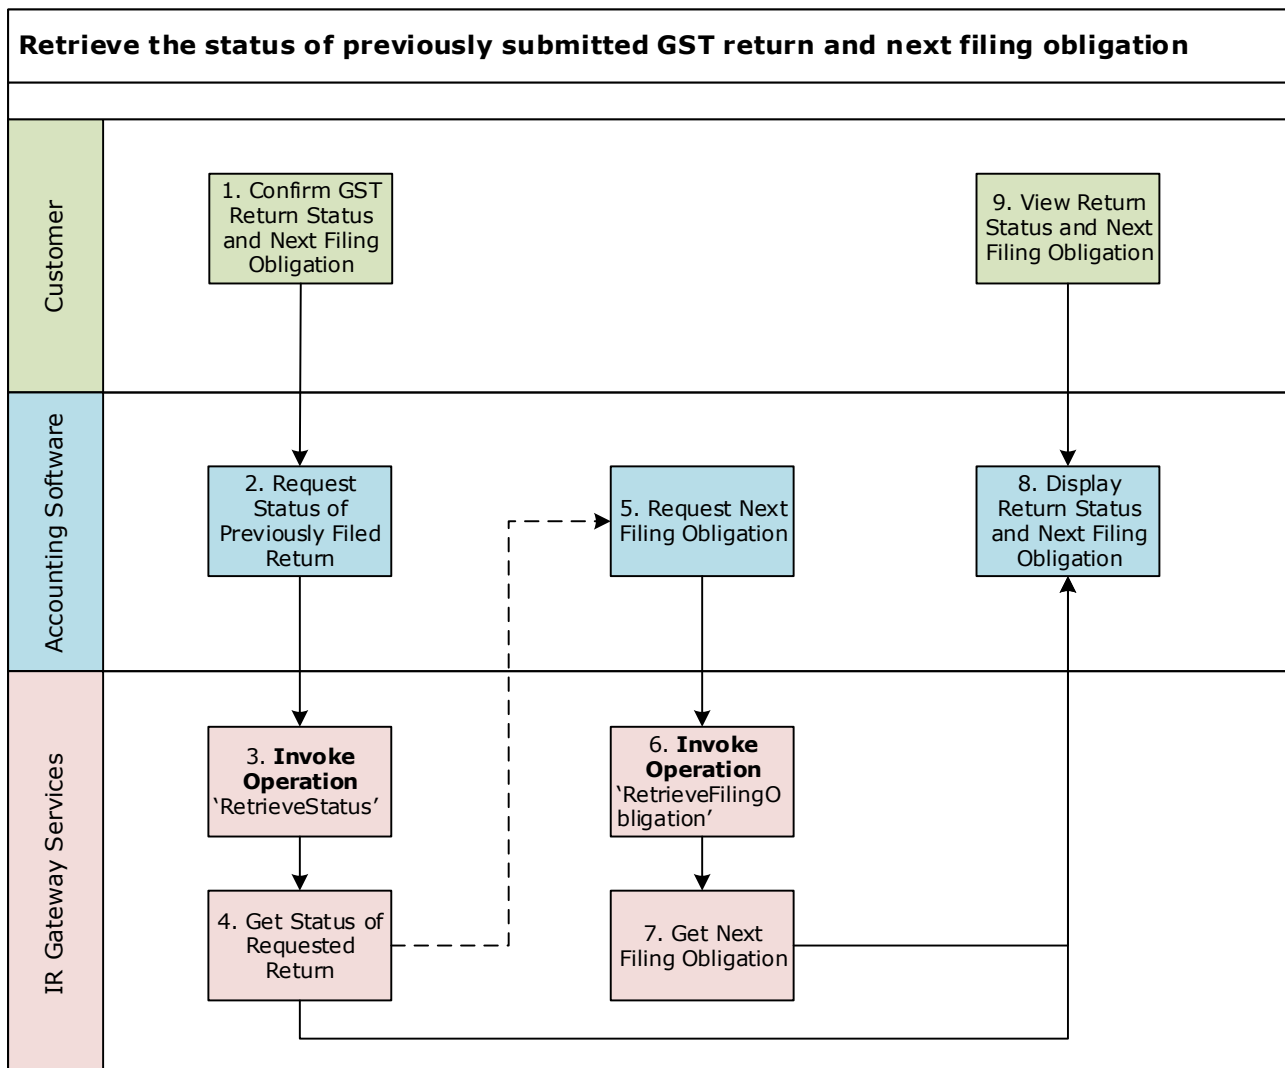 Retrieve the status of previously submitted GST return and next filing obligation
Customer
1. Confirm GST
Return Status
and Next Filing
Obligation
9. View Return
Status and Next
Filing Obligation
Accounting Software
2. Request
Status of
Previously Filed
Return
5. Request Next
Filing Obligation
8. Display
Return Status
and Next Filing
Obligation
IR Gateway Services
3. Invoke
Operation
‘RetrieveStatus’
6. Invoke
Operation
‘RetrieveFilingO
bligation’
4. Get Status of
Requested
Return
7. Get Next
Filing Obligation